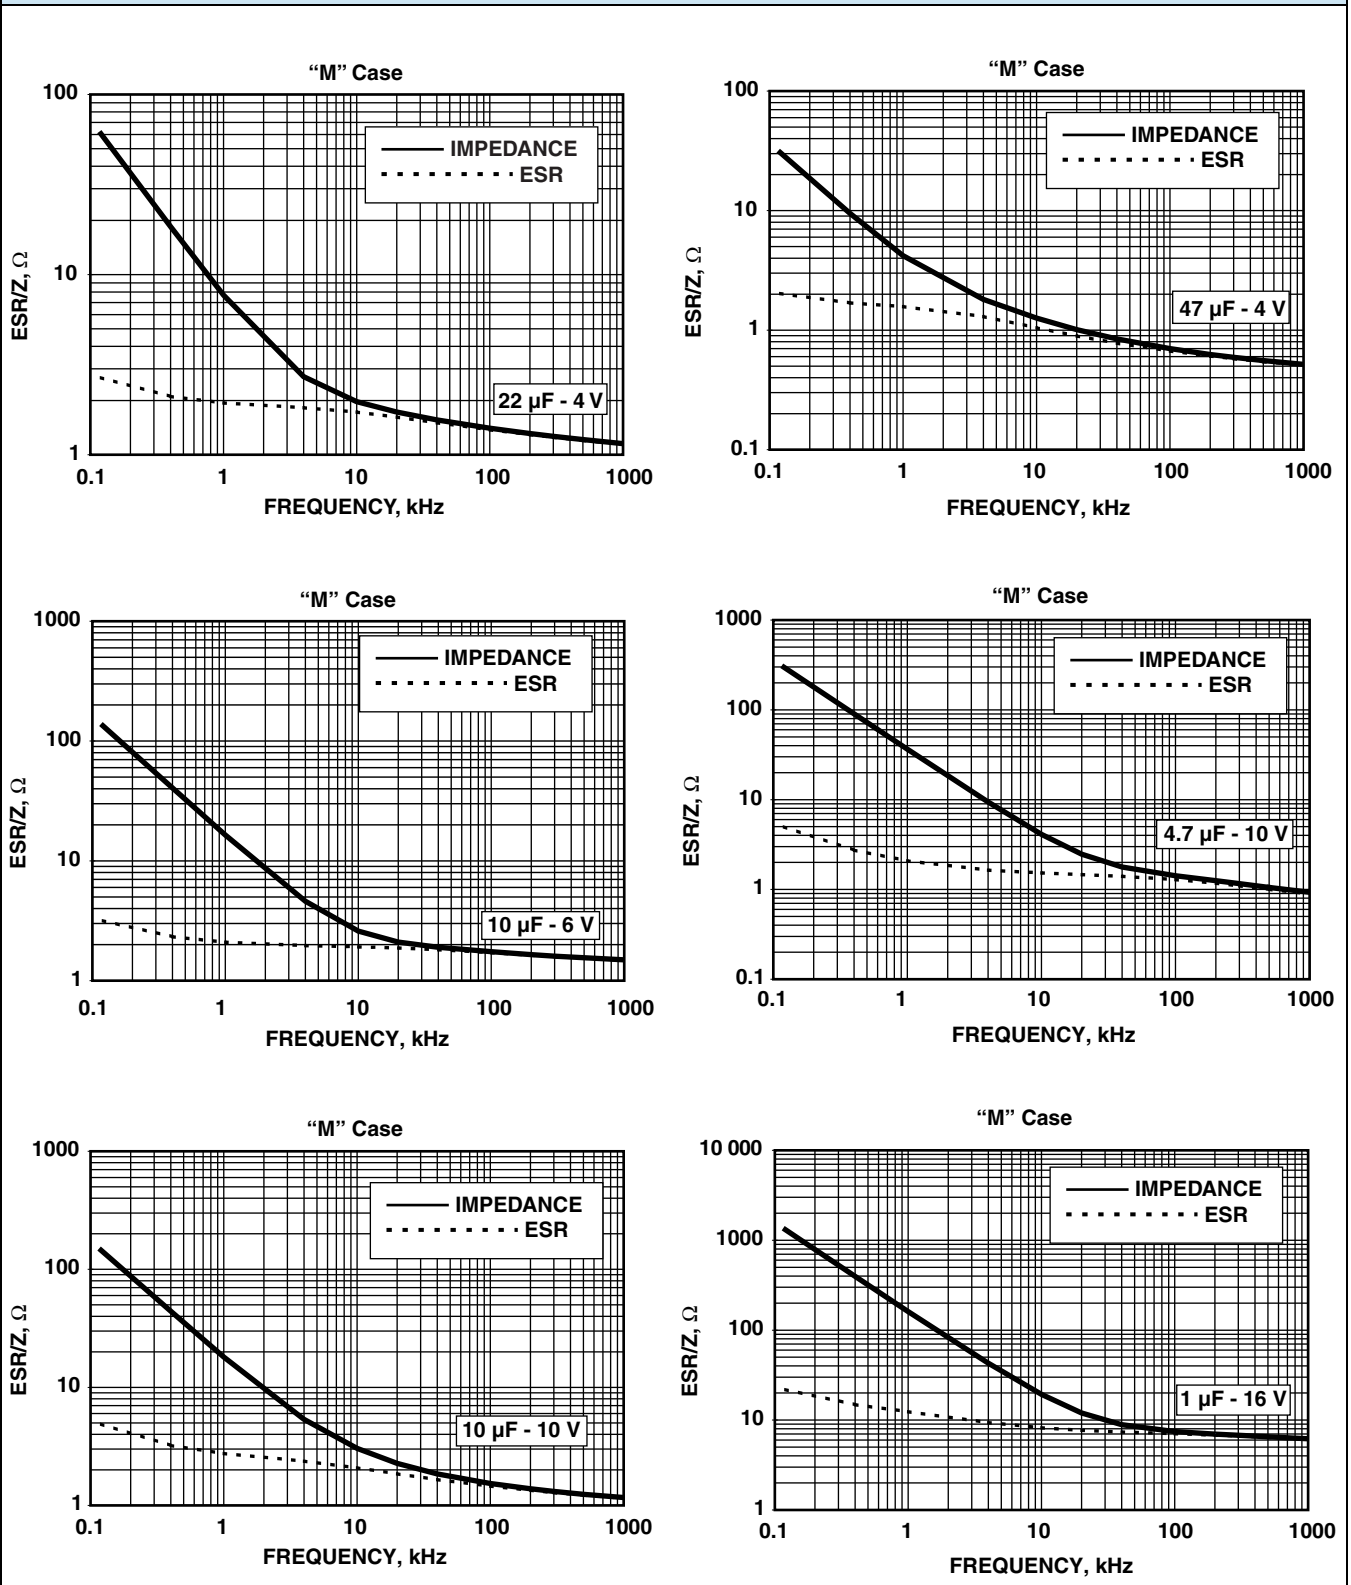 “M” Case
100
10
1
ESR/Z, Ω
IMPEDANCE
ESR
22 µF - 4 V
0.1 1 10 100 1000
FREQUENCY, kHz
“M” Case
100
10
1
0.1
ESR/Z, Ω
IMPEDANCE
ESR
47 µF - 4 V
0.1 1 10 100 1000
FREQUENCY, kHz
“M” Case
1000
100
10
1
ESR/Z, Ω
IMPEDANCE
ESR
10 µF - 6 V
0.1 1 10 100 1000
FREQUENCY, kHz
“M” Case
1000
100
10
1
0.1
ESR/Z, Ω
IMPEDANCE
ESR
4.7 µF - 10 V
0.1 1 10 100 1000
FREQUENCY, kHz
“M” Case
1000
100
10
1
ESR/Z, Ω
IMPEDANCE
ESR
10 µF - 10 V
0.1 1 10 100 1000
FREQUENCY, kHz
“M” Case
10 000
1000
100
10
1
ESR/Z, Ω
IMPEDANCE
ESR
1 µF - 16 V
0.1 1 10 100 1000
FREQUENCY, kHz